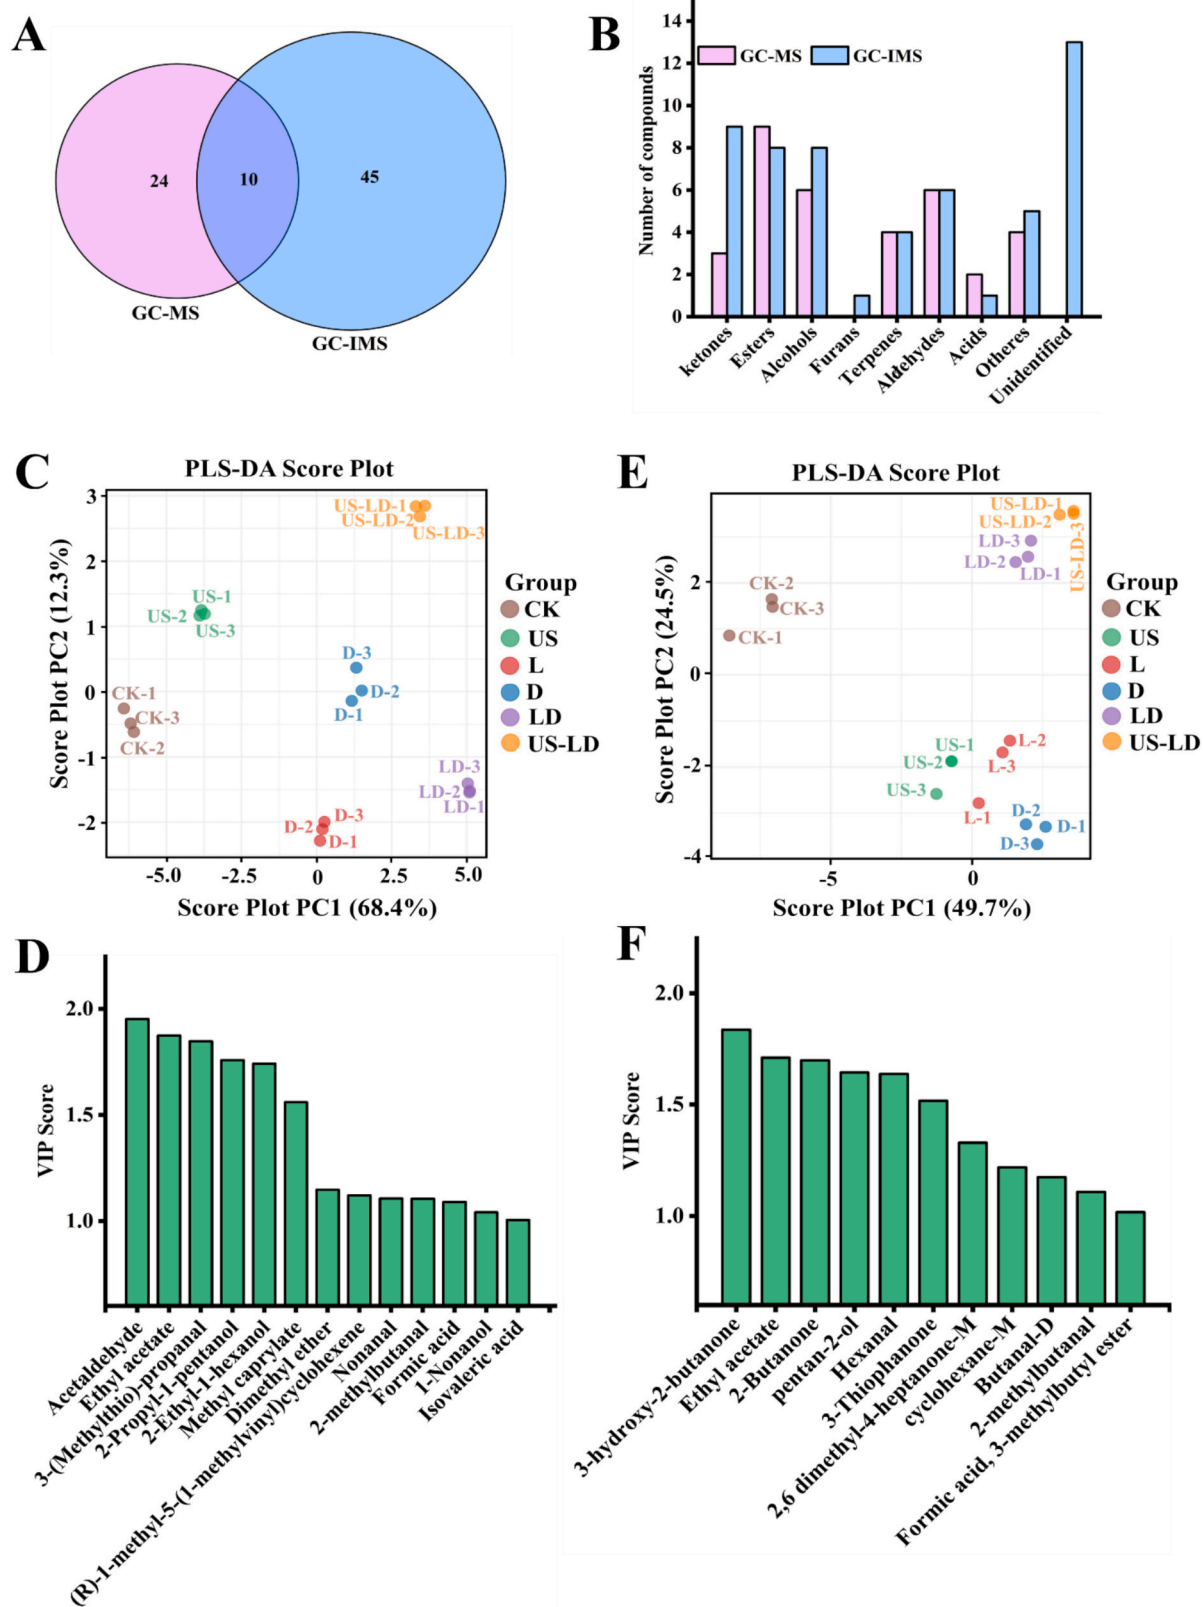 A
24
10
45
GC-MS
GC-IMS
B
GC-MS
GC-IMS
Number of compounds
14
12
10
8
6
4
2
0
ketones
Esters
Alcohols
Furans
Terpenes
Aldehydes
Acids
Otheres
Unidentified
C
PLS-DA Score Plot
Score Plot PC2 (12.3%)
3
2
1
0
-1
-2
US-LD-1
US-LD-2
US-LD-3
US-1
US-2
US-3
D-3
D-2
D-1
CK-1
CK-3
CK-2
LD-3
LD-2
LD-1
D-3
D-2
D-1
-5.0
-2.5
0
2.5
5.0
Score Plot PC1 (68.4%)
Group
CK
US
L
D
LD
US-LD
E
PLS-DA Score Plot
Score Plot PC2 (24.5%)
2
0
-2
-4
US-LD-1
US-LD-2
US-LD-3
LD-3
LD-2
LD-1
CK-2
CK-3
CK-1
US-1
US-2
US-3
L-2
L-3
L-1
D-2
D-1
D-3
-5
0
Score Plot PC1 (49.7%)
Group
CK
US
L
D
LD
US-LD
D
VIP Score
2.0
1.5
1.0
Acetaldehyde
Ethyl acetate
3-(Methylthio)-propanal
2-Propyl-1-pentanol
2-Ethyl-1-hexanol
Methyl caprylate
Dimethyl ether
(R)-1-methyl-5-(1-methylvinyl)cyclohexene
Nonanal
2-methylbutanal
Formic acid
1-Nonanol
Isovaleric acid
F
VIP Score
2.0
1.5
1.0
3-hydroxy-2-butanone
Ethyl acetate
2-Butanone
pentan-2-ol
Hexanal
3-Thiophanone
2,6 dimethyl-4-heptanone-M
cyclohexane-M
Butanal-D
2-methylbutanal
Formic acid, 3-methylbutyl ester